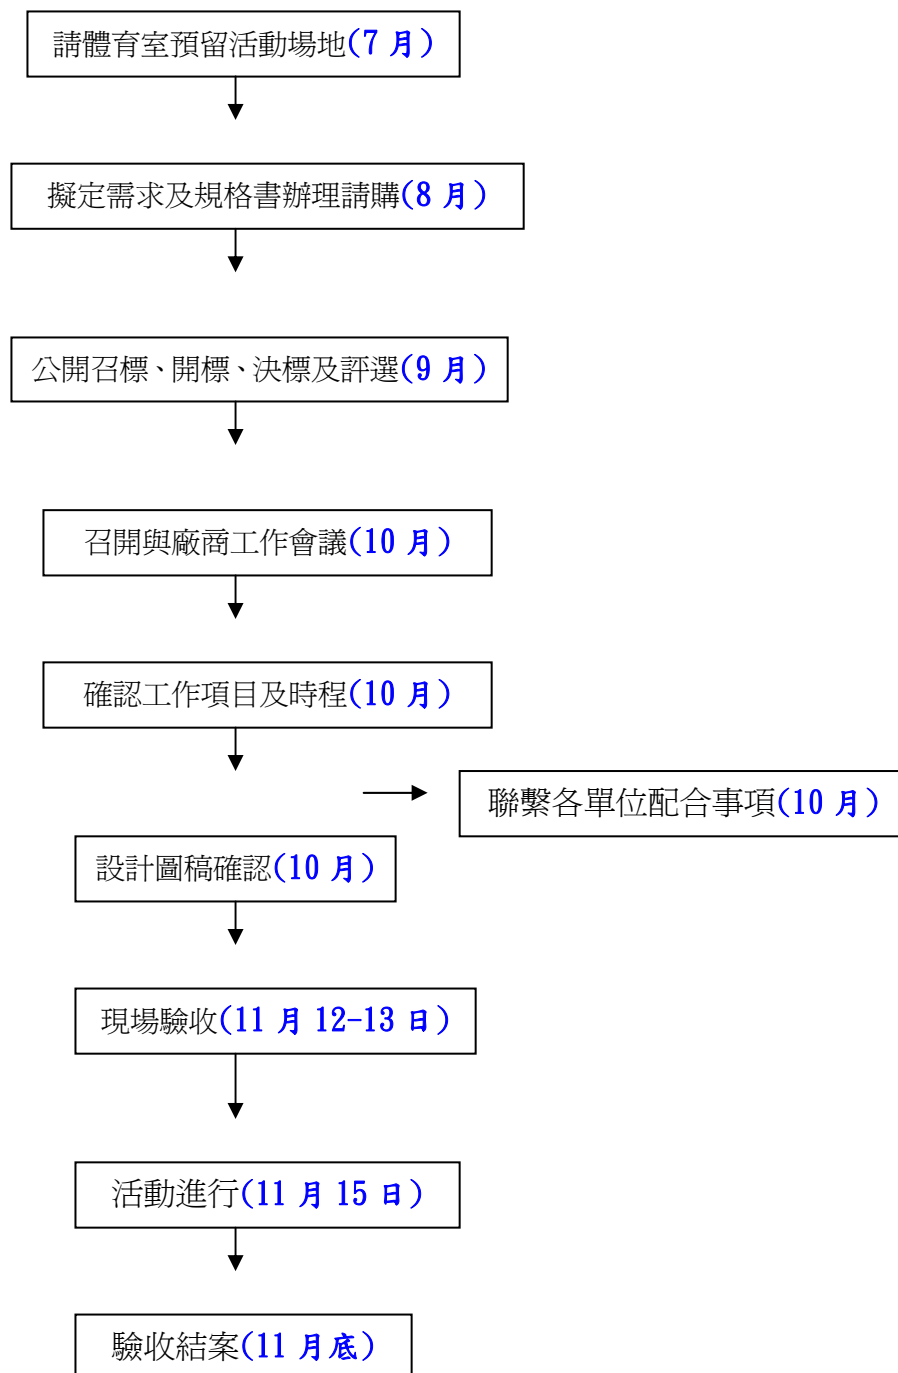 請體育室預留活動場地(7 月)
擬定需求及規格書辦理請購(8 月)
公開召標、開標、決標及評選(9 月)
召開與廠商工作會議(10 月)
確認工作項目及時程(10 月)
聯繫各單位配合事項(10 月)
設計圖稿確認(10 月)
現場驗收(11 月 12-13 日)
活動進行(11 月 15 日)
驗收結案(11 月底)